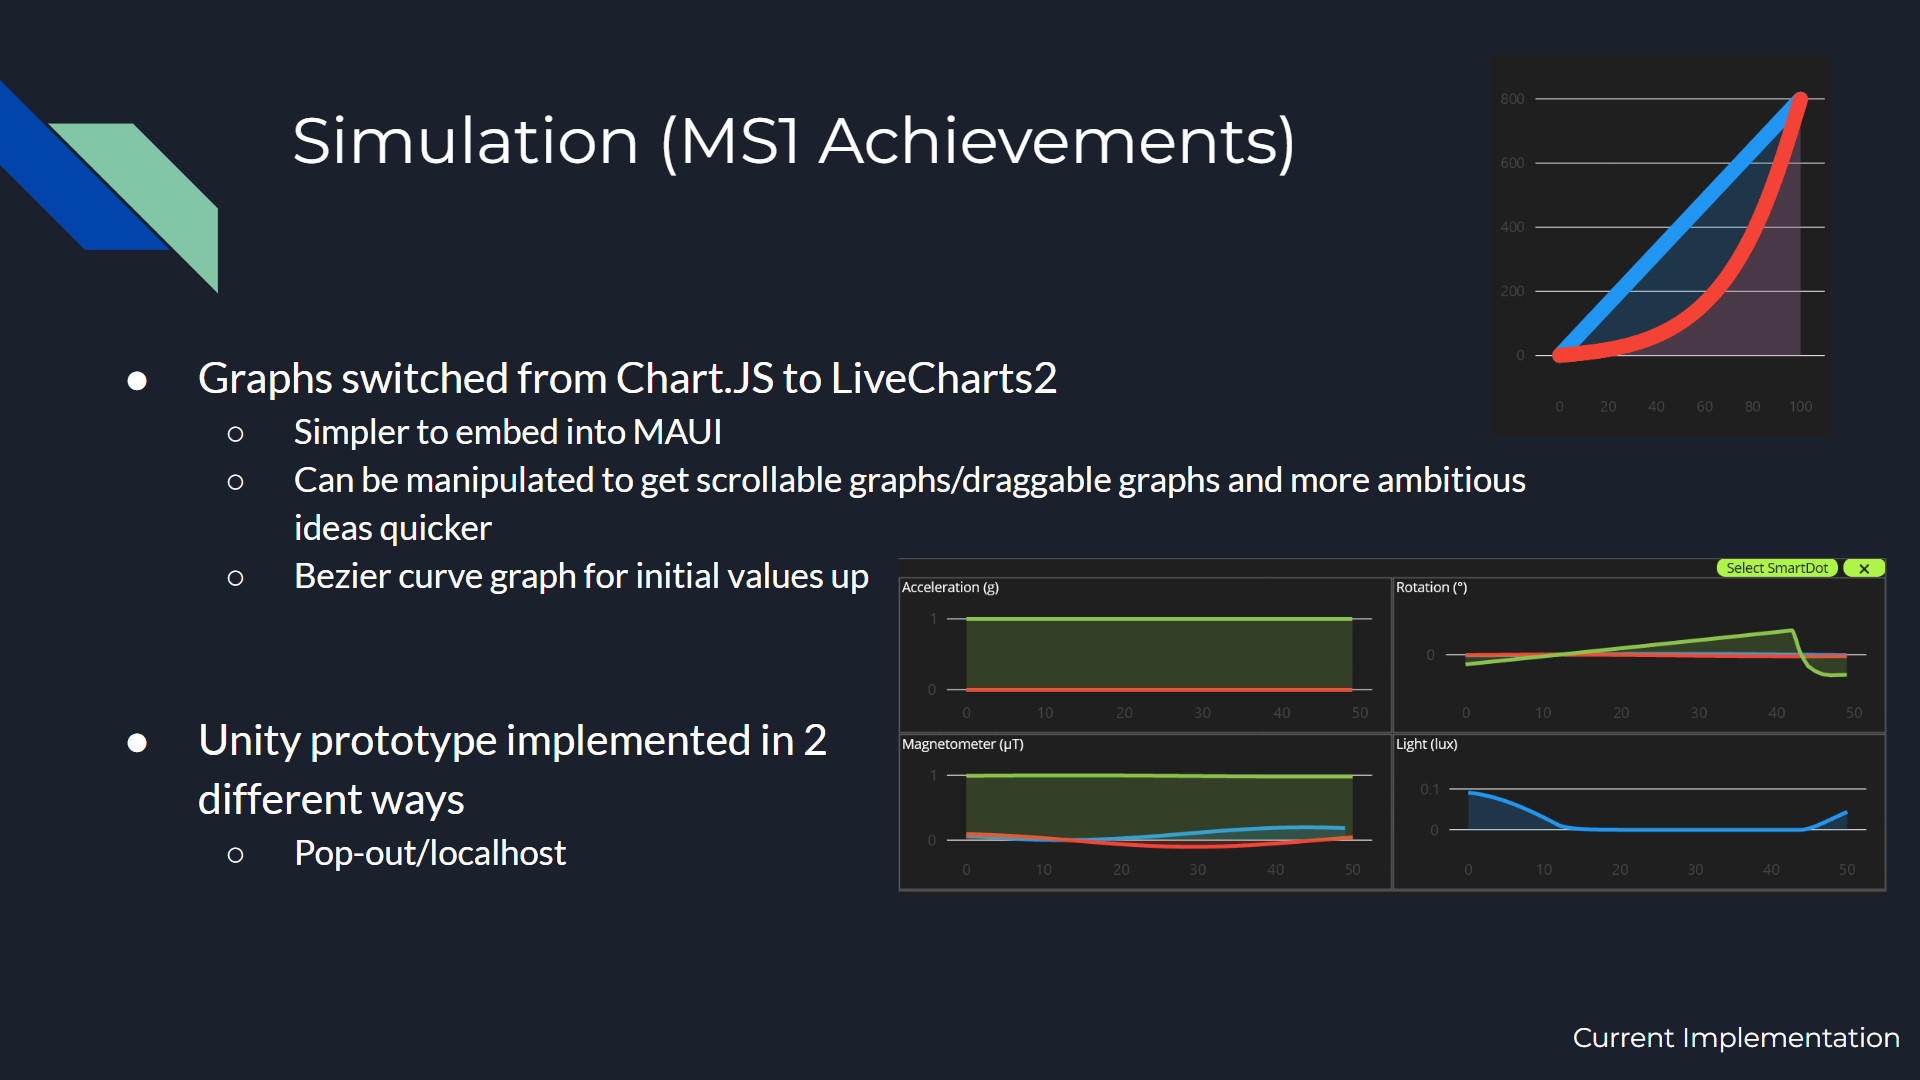 Simulation (MS1 Achievements)
800
600
400
200
0
0 20 40 60 80 100
● Graphs switched from Chart.JS to LiveCharts2
○ Simpler to embed into MAUI
○ Can be manipulated to get scrollable graphs/draggable graphs and more ambitious
ideas quicker
○ Bezier curve graph for initial values up
● Unity prototype implemented in 2
different ways
○ Pop-out/localhost
Select SmartDot ×
Acceleration (g)
1
0
0 10 20 30 40 50
Rotation (°)
0
0 10 20 30 40 50
Magnetometer (µT)
1
0
0 10 20 30 40 50
Light (lux)
0.1
0
0 10 20 30 40 50
Current Implementation